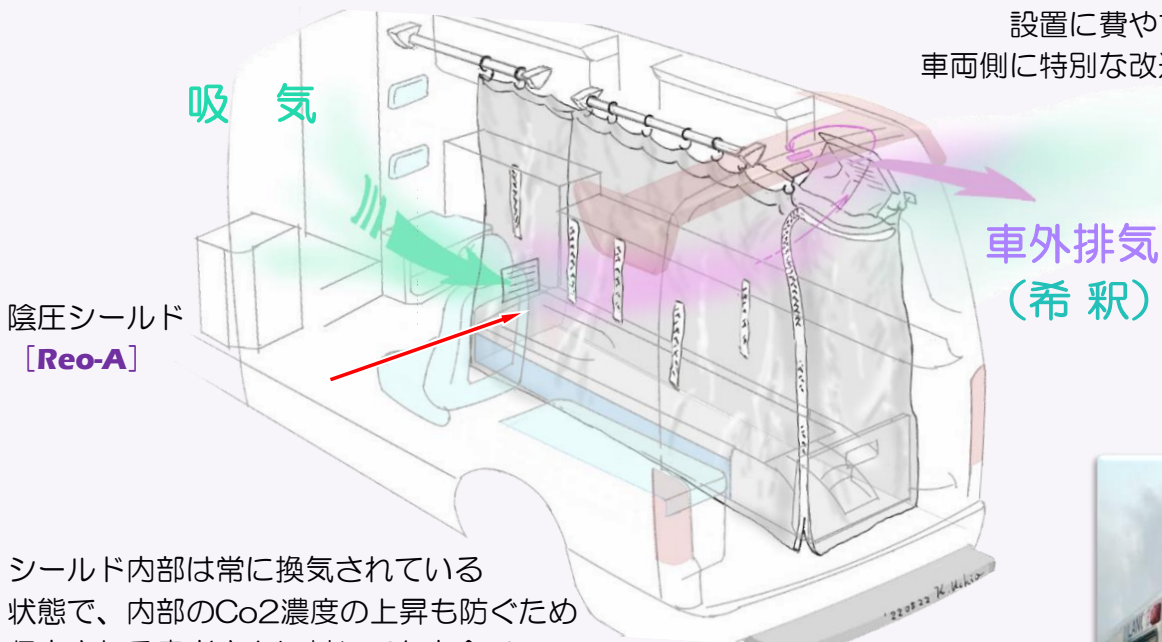 設置に費や
車両側に特別な改
吸 気
車外排気
（希 釈）
陰圧シールド
［Reo-A］
シールド内部は常に換気されている
状態で、内部のCo2濃度の上昇も防ぐため
'220822 K.Uchio